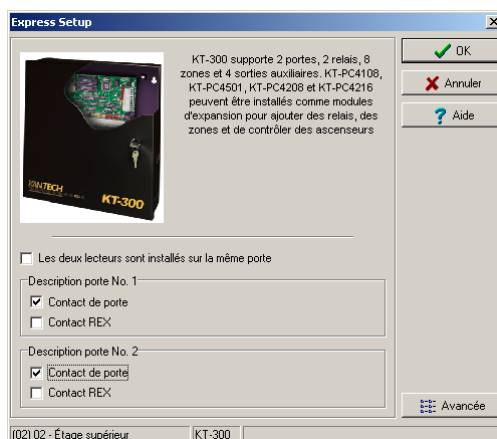 Express Setup
KT-300 supporte 2 portes, 2 relais, 8
zones et 4 sorties auxiliaires. KT-PC4108,
KT-PC4501, KT-PC4208 et KT-PC4216
peuvent être installés comme modules
d'expansion pour ajouter des relais, des
zones et de contrôler des ascenseurs
KANTECH
KT-300
OK
Annuler
Aide
Les deux lecteurs sont installés sur la même porte
Description porte No. 1
Contact de porte
Contact REX
Description porte No. 2
Contact de porte
Contact REX
Avancée
(02) 02 - Étage supérieur
KT-300